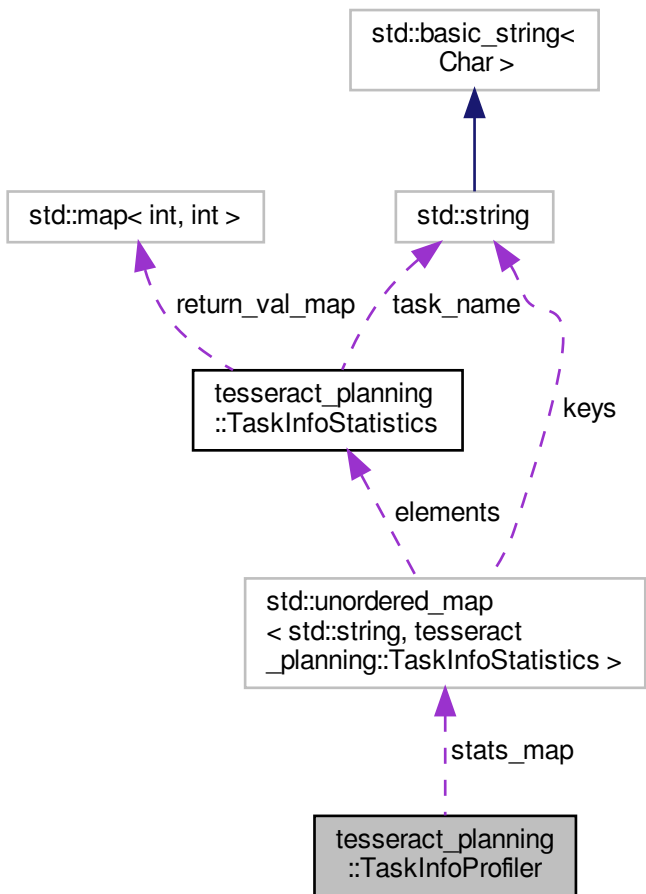 std::basic_string<
Char >
std::map< int, int >
std::string
return_val_map
task_name
tesseract_planning
::TaskInfoStatistics
keys
elements
std::unordered_map
< std::string, tesseract
_planning::TaskInfoStatistics >
stats_map
tesseract_planning
::TaskInfoProfiler